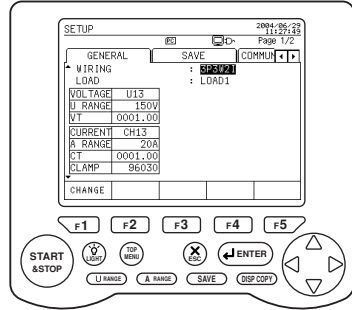 SETUP
2004/06/29
11:27:49
PC
Page 1/2
GENERAL SAVE COMMUN
WIRING : SP3W2I
LOAD : LOAD1
VOLTAGE U13
U RANGE 150V
VT 0001.00
CURRENT CH13
A RANGE 20A
CT 0001.00
CLAMP 96030
CHANGE
F1 F2 F3 F4 F5
START
&STOP
LIGHT
TOP
MENU
ESC
ENTER
U RANGE A RANGE SAVE DISP COPY